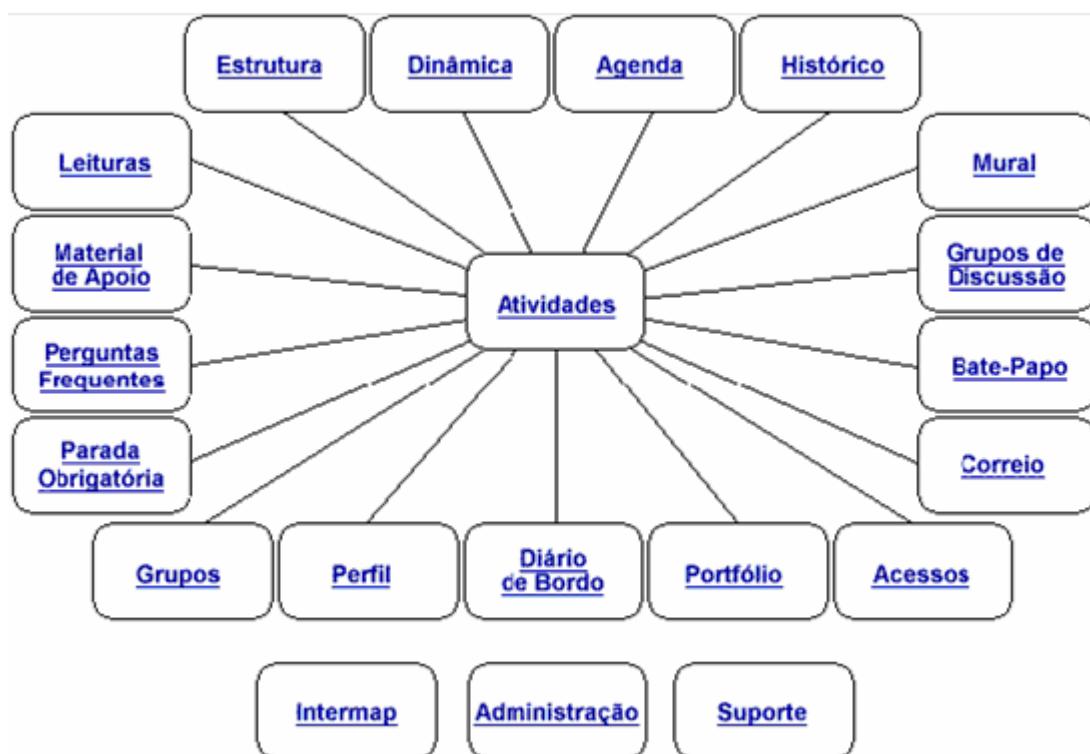 Estrutura
Dinâmica
Agenda
Histórico
Leituras
Mural
Material
de Apoio
Grupos de
Discussão
Atividades
Perguntas
Frequentes
Bate-Papo
Parada
Obrigatória
Correio
Grupos
Perfil
Diário
de Bordo
Portfólio
Acessos
Intermap
Administração
Suporte